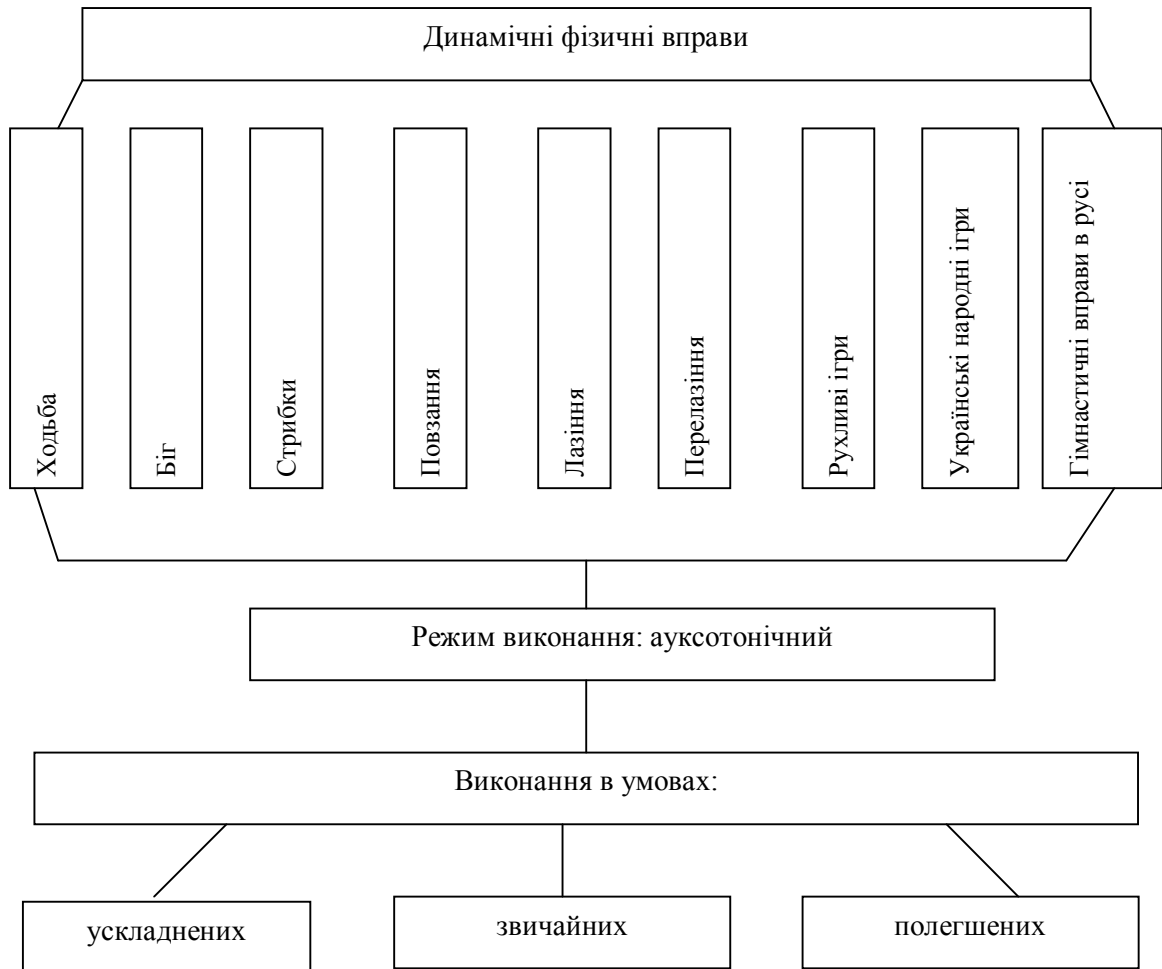 Динамічні фізичні вправи
Ходьба
Біг
Стрибки
Повзання
Лазіння
Перелазіння
Рухливі ігри
Українські народні ігри
Гімнастичні вправи в русі
Режим виконання: ауксотонічний
Виконання в умовах:
ускладнених
звичайних
полегшених